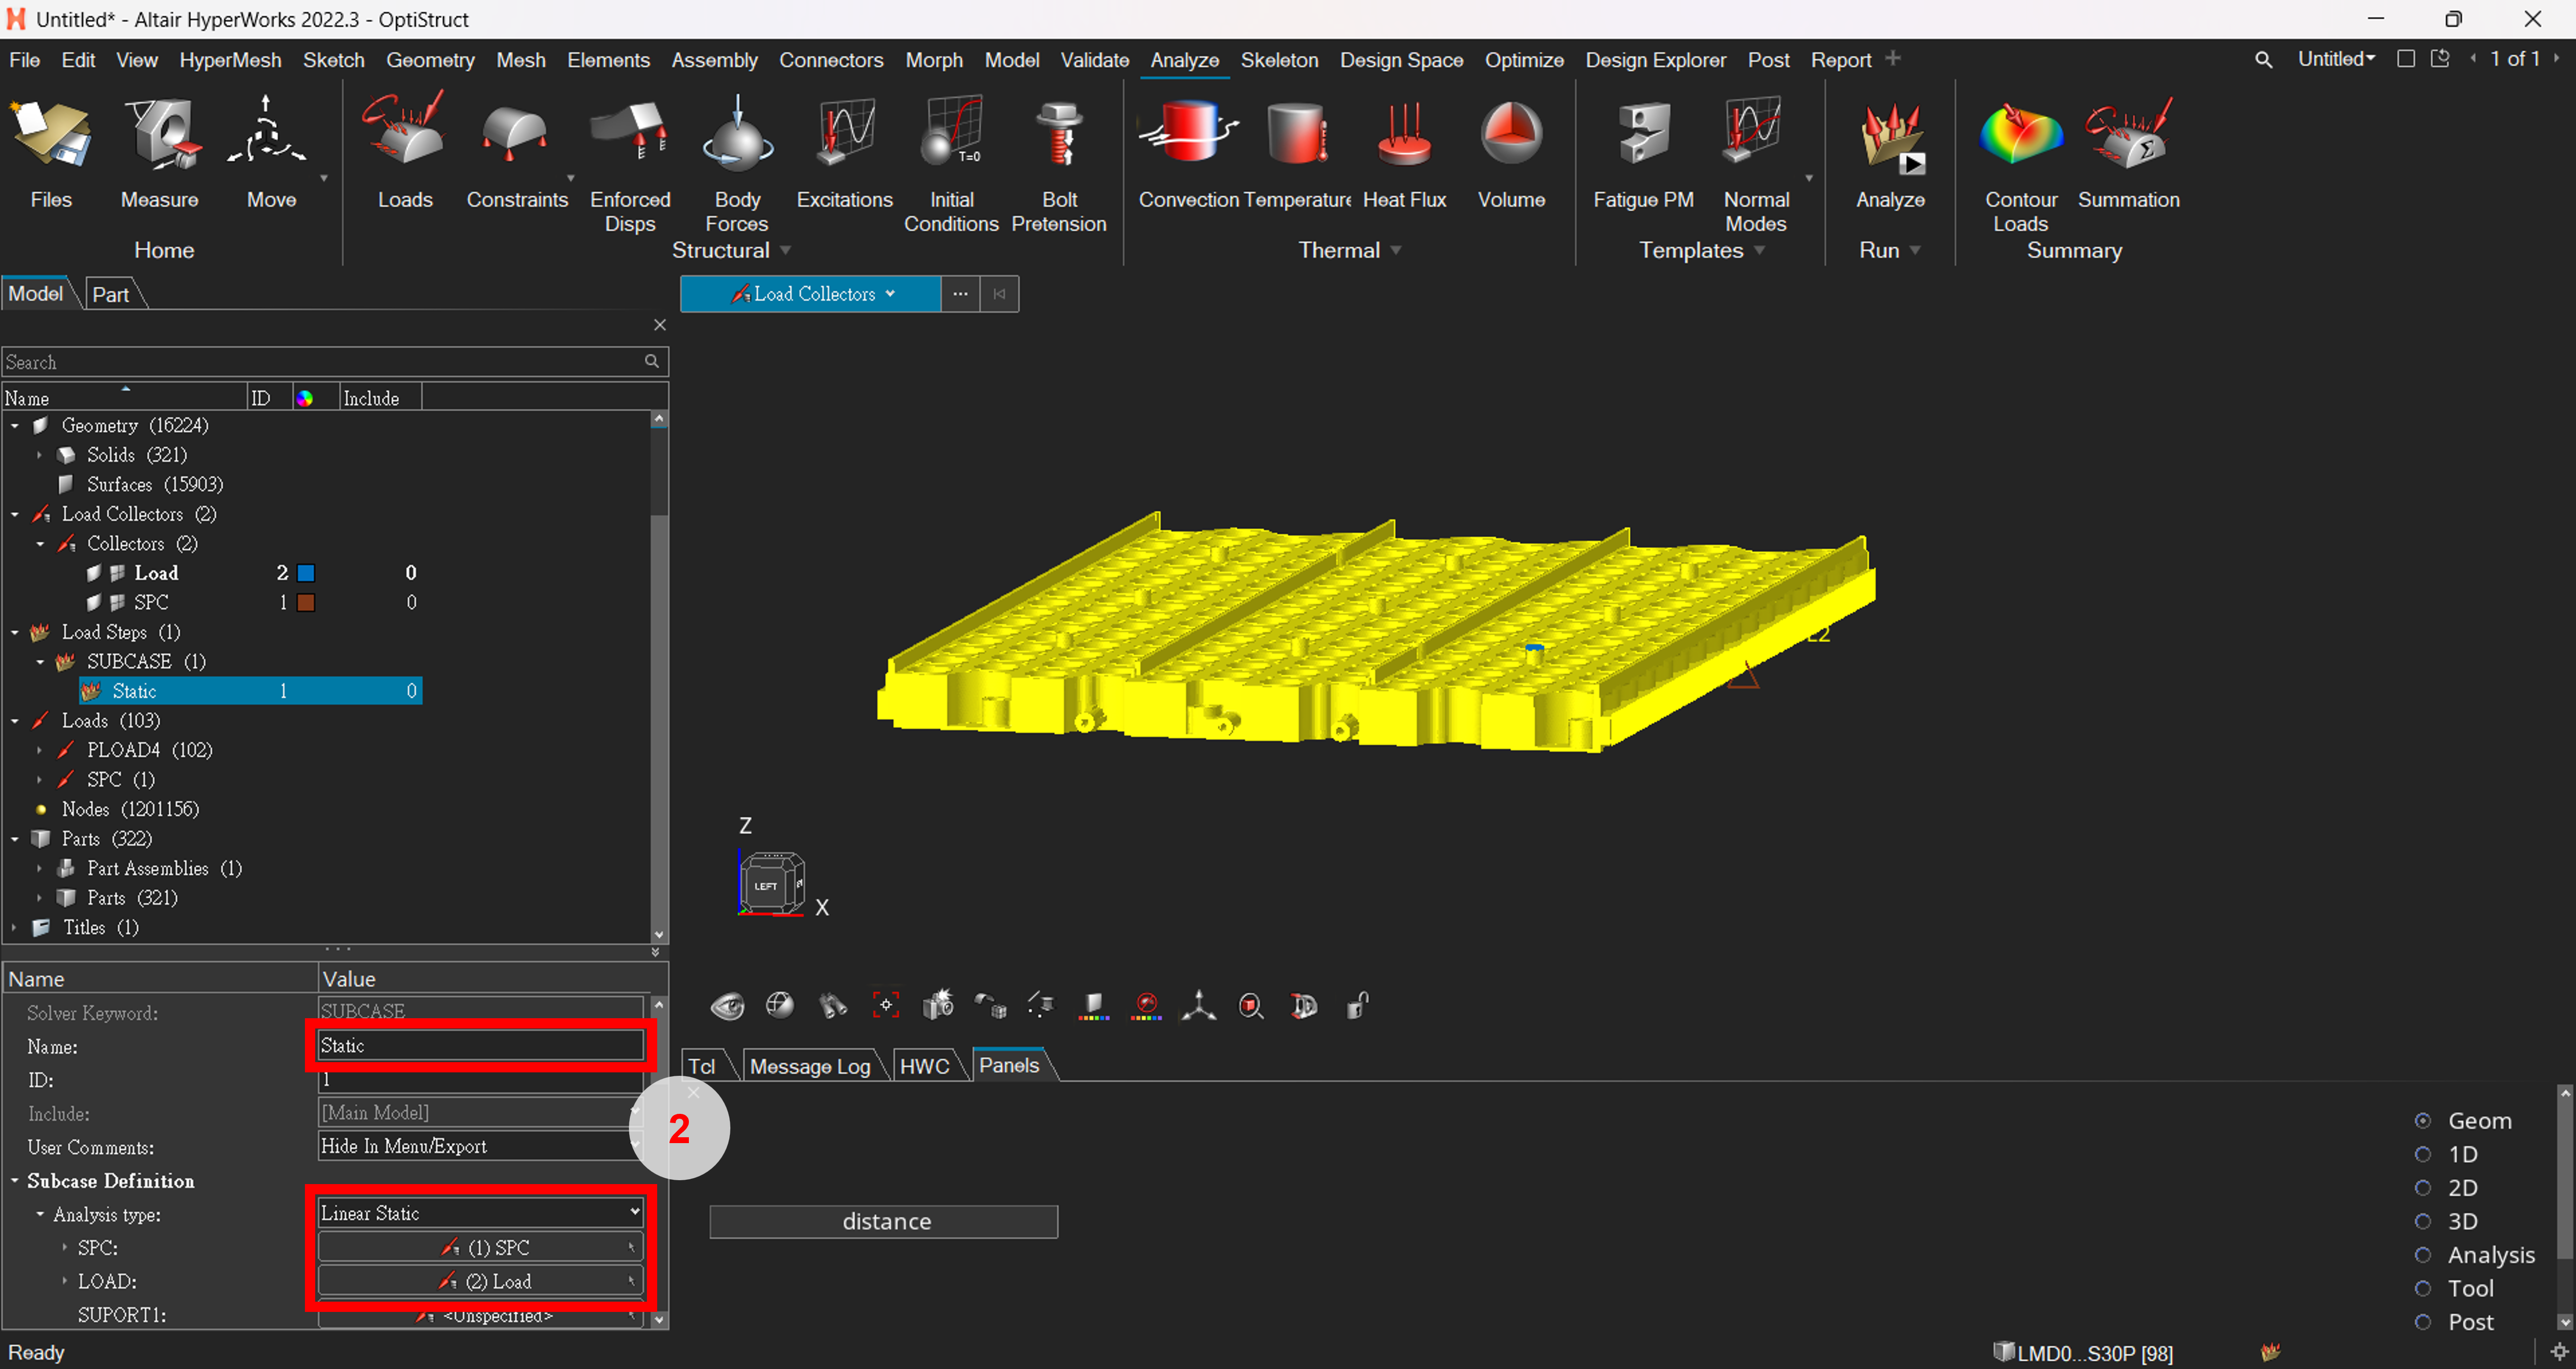 Untitled* - Altair HyperWorks 2022.3 - OptiStruct
File Edit View HyperMesh Sketch Geometry Mesh Elements Assembly Connectors Morph Model Validate Analyze Skeleton Design Space Optimize Design Explorer Post Report Untitled 1 of 1
T=0
Files Measure Move Loads Constraints Enforced Disps Body Forces Excitations Initial Conditions Bolt Pretension Convection Temperature Heat Flux Volume Fatigue PM Normal Modes Analyze Contour Loads Summation
Home Structural Thermal Templates Run Summary
Model Part
Load Collectors ...
Search
Name ID Include
Geometry (16224)
Solids (321)
Surfaces (15903)
Load Collectors (2)
Collectors (2)
Load 2 0
SPC 1 0
Load Steps (1)
SUBCASE (1)
Static 1 0
Loads (103)
PLOAD4 (102)
SPC (1)
Nodes (1201156)
Parts (322)
Part Assemblies (1)
Parts (321)
Titles (1)
Z
LEFT
X
Name Value
Solver Keyword: SUBCASE
Name: Static
ID: 1
Include: [Main Model]
User Comments: Hide In Menu/Export
Subcase Definition
Analysis type: Linear Static
SPC: (1) SPC
LOAD: (2) Load
SUPORT1: <Unspecified>
2
Tcl Message Log HWC Panels
distance
Geom
1D
2D
3D
Analysis
Tool
Post
Ready LMD0...S30P [98]